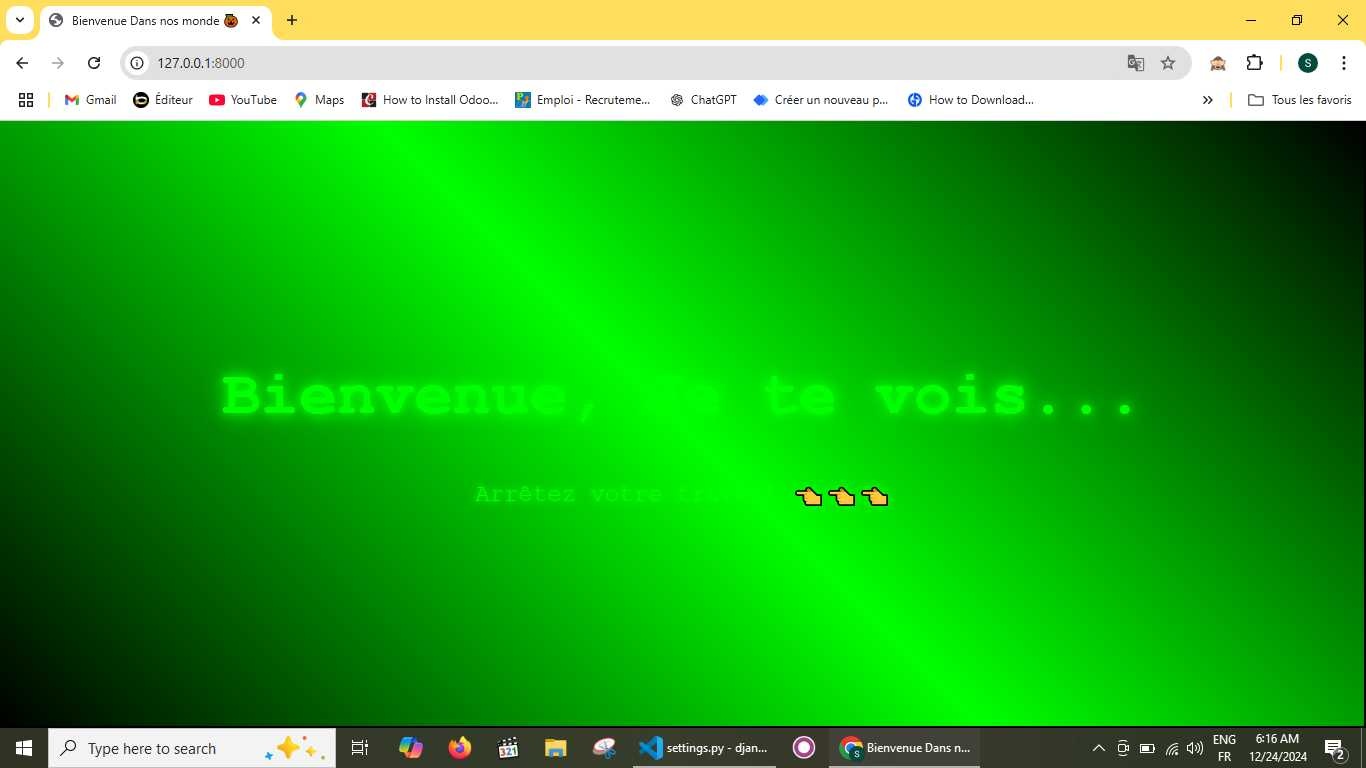 Bienvenue Dans nos monde 🎃
127.0.0.1:8000
S
Gmail
Éditeur
YouTube
Maps
How to Install Odoo...
Emploi - Recruteme...
ChatGPT
Créer un nouveau p...
How to Download...
Tous les favoris
Bienvenue, te vois...
Arrêtez votre 👈👈👈
Type here to search
321
settings.py - djan...
S
Bienvenue Dans n...
ENG
FR
6:16 AM
12/24/2024
2